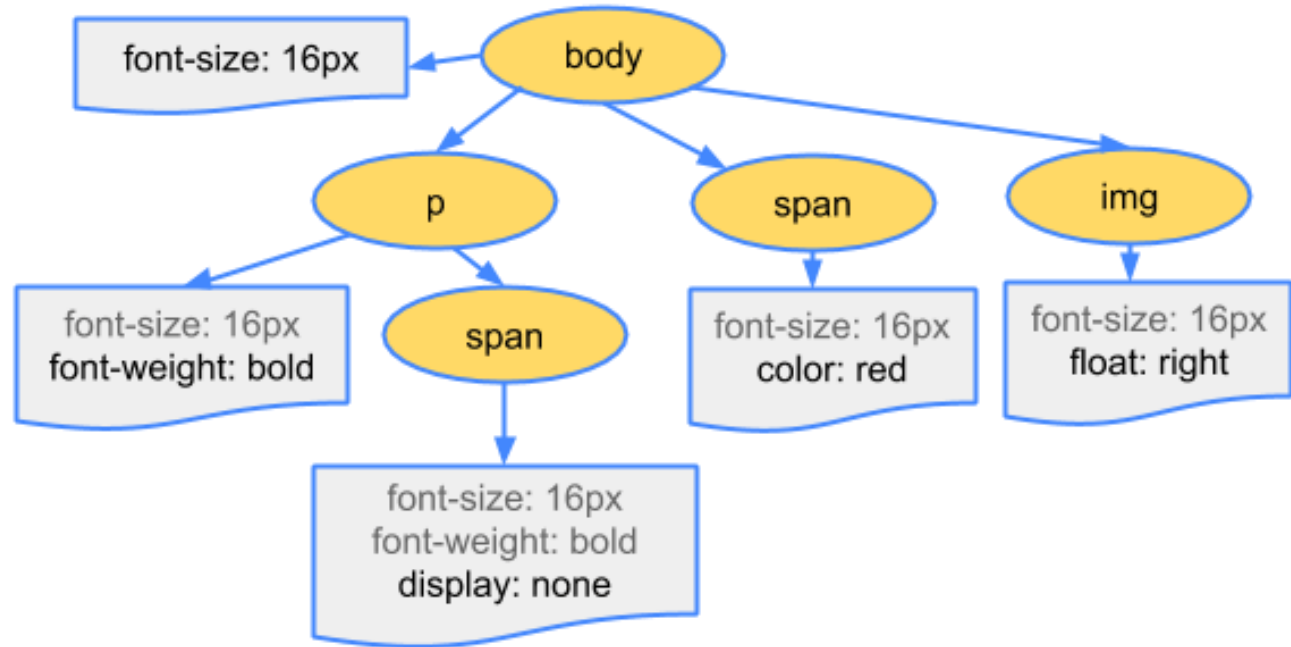 font-size: 16px
body
p
span
img
font-size: 16px
font-weight: bold
span
font-size: 16px
color: red
font-size: 16px
float: right
font-size: 16px
font-weight: bold
display: none